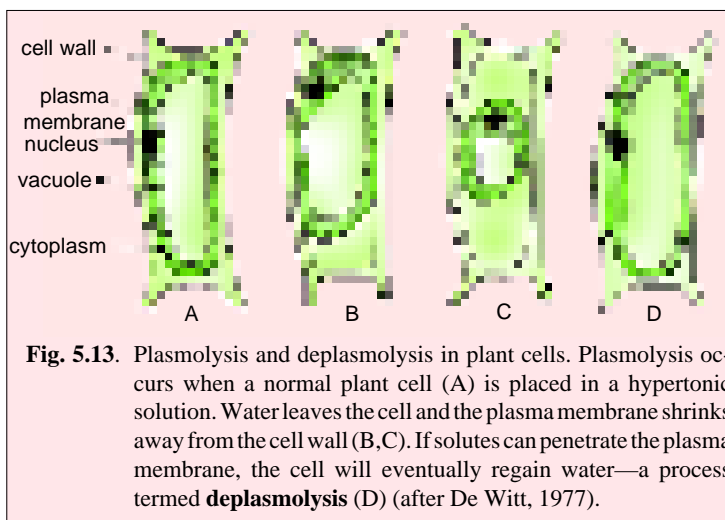 cell wall
plasma
membrane
nucleus
vacuole
cytoplasm
A B C D
Fig. 5.13. Plasmolysis and deplasmolysis in plant cells. Plasmolysis oc-
curs when a normal plant cell (A) is placed in a hypertonic
solution. Water leaves the cell and the plasma membrane shrinks
away from the cell wall (B,C). If solutes can penetrate the plasma
membrane, the cell will eventually regain water—a process
termed deplasmolysis (D) (after De Witt, 1977).